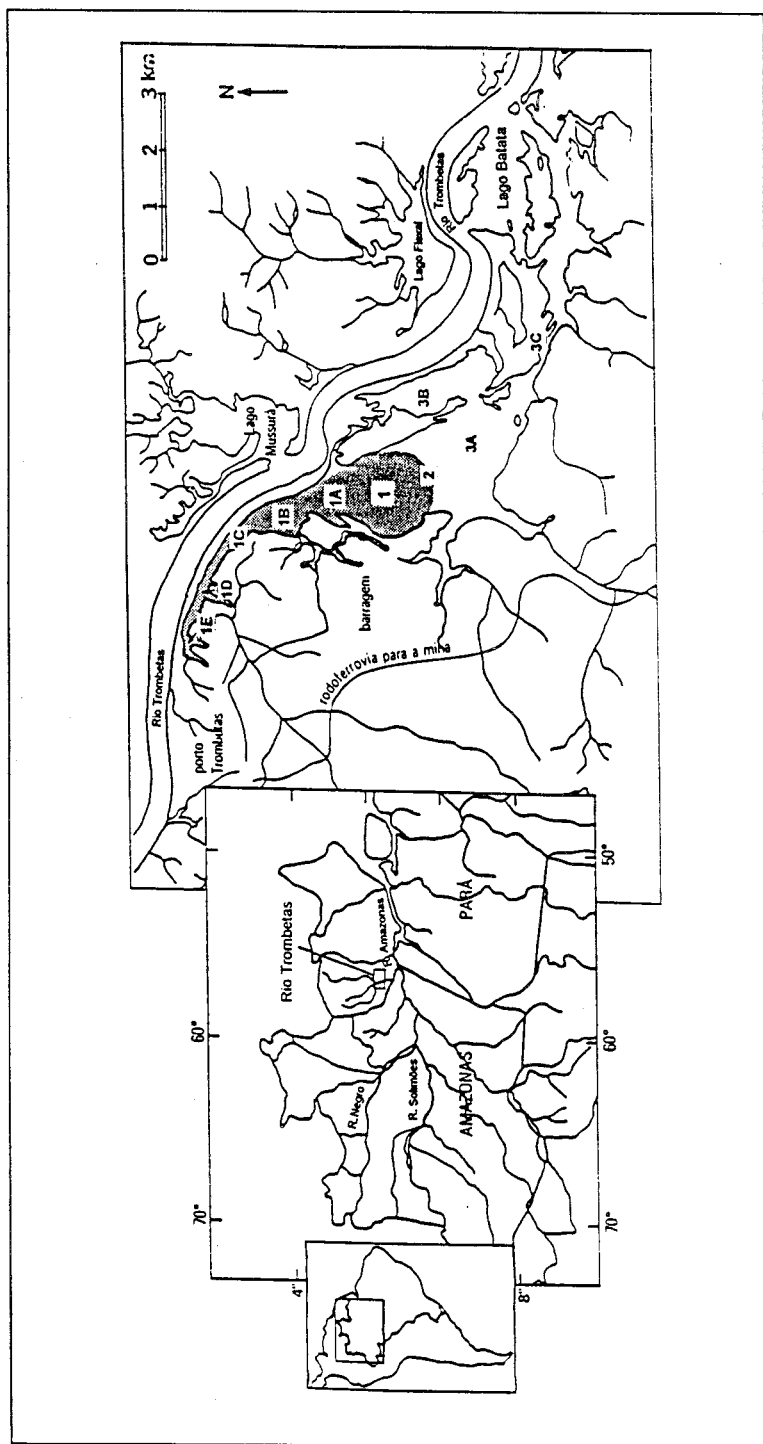 0 1 2 3 km
N
Rio Trombetas
porto
Trombutas
Lago
Mussurá
Lago Flexal
Rio
Trombetas
Lago Batata
1E
1D
1C
1B
1A
1
2
3A
3B
3C
barragem
rodoferrovia para a mina
70°
60°
4°
8°
Rio Trombetas
R. Negro
R. Solimões
R. Amazonas
AMAZONAS
PARÁ
70°
60°
50°